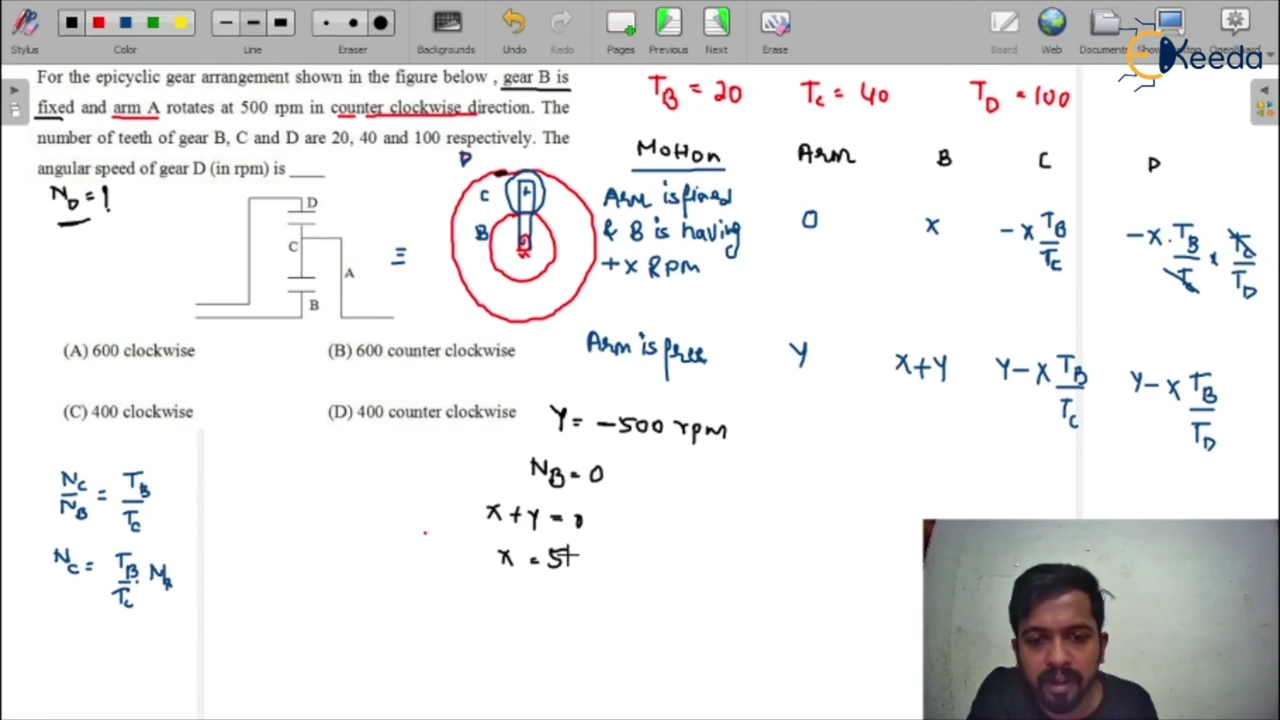 Stylus
Color
Line
Eraser
Backgrounds
Undo
Redo
Pages
Previous
Next
Erase
Board
Web
Documents
Ekeeda
For the epicyclic gear arrangement shown in the figure below , gear B is
fixed and arm A rotates at 500 rpm in counter clockwise direction. The
number of teeth of gear B, C and D are 20, 40 and 100 respectively. The
angular speed of gear D (in rpm) is ____
N_D = ?
D
C
A
B
≡
D
C
B
(A) 600 clockwise
(B) 600 counter clockwise
(C) 400 clockwise
(D) 400 counter clockwise
T_B = 20 T_C = 40 T_D = 100
Motion Arm B C D
Arm is fixed
& B is having
+x RPM
0 x -x T_B/T_C -x . T_B/T_C x T_C/T_D
Arm is free y x+y y-x T_B/T_C y-x T_B/T_D
y = -500 rpm
N_B = 0
x+y = 0
x = 5
N_C/N_B = T_B/T_C
N_C = T_B/T_C . N_B